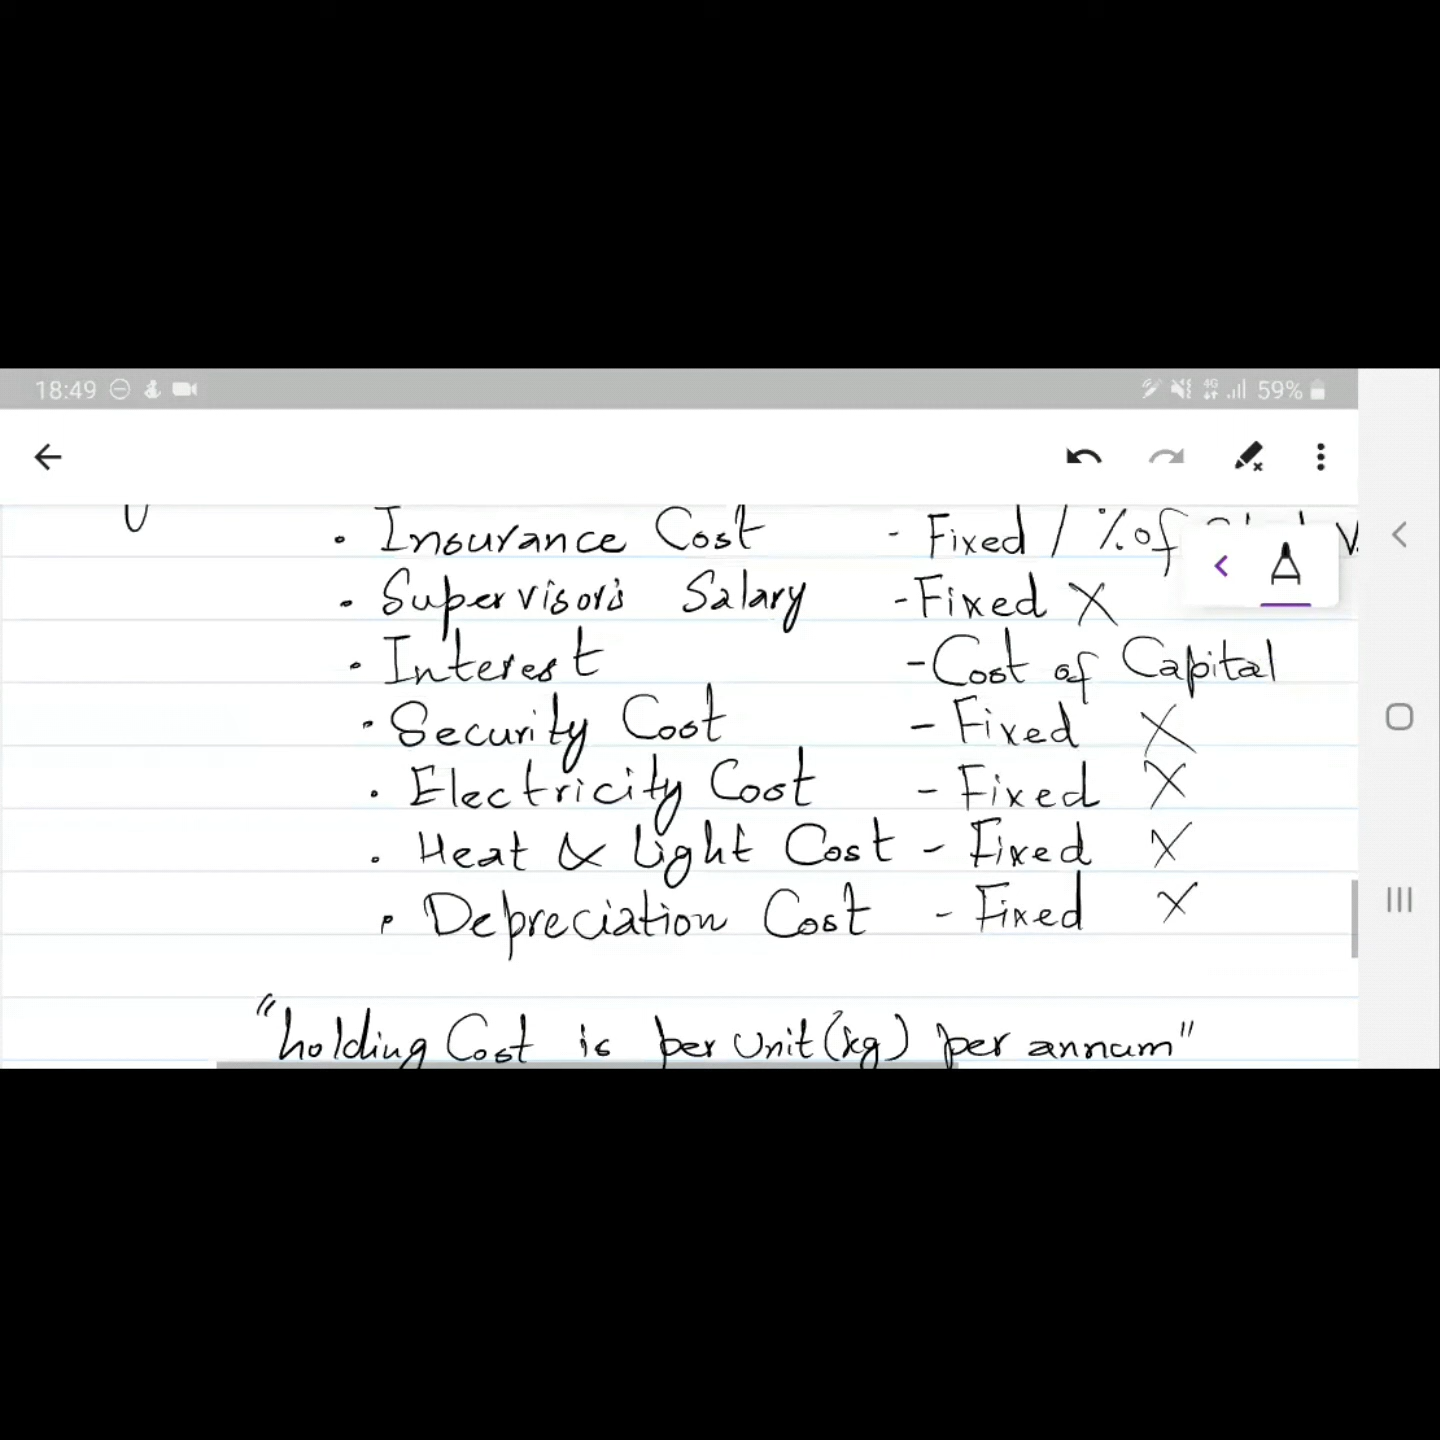 18:49 4G 59%
• Insurance Cost - Fixed / % of
• Supervisor's Salary - Fixed X
• Interest - Cost of Capital
• Security Cost - Fixed X
• Electricity Cost - Fixed X
• Heat & Light Cost - Fixed X
• Depreciation Cost - Fixed X
"holding Cost is per unit (kg) per annum"